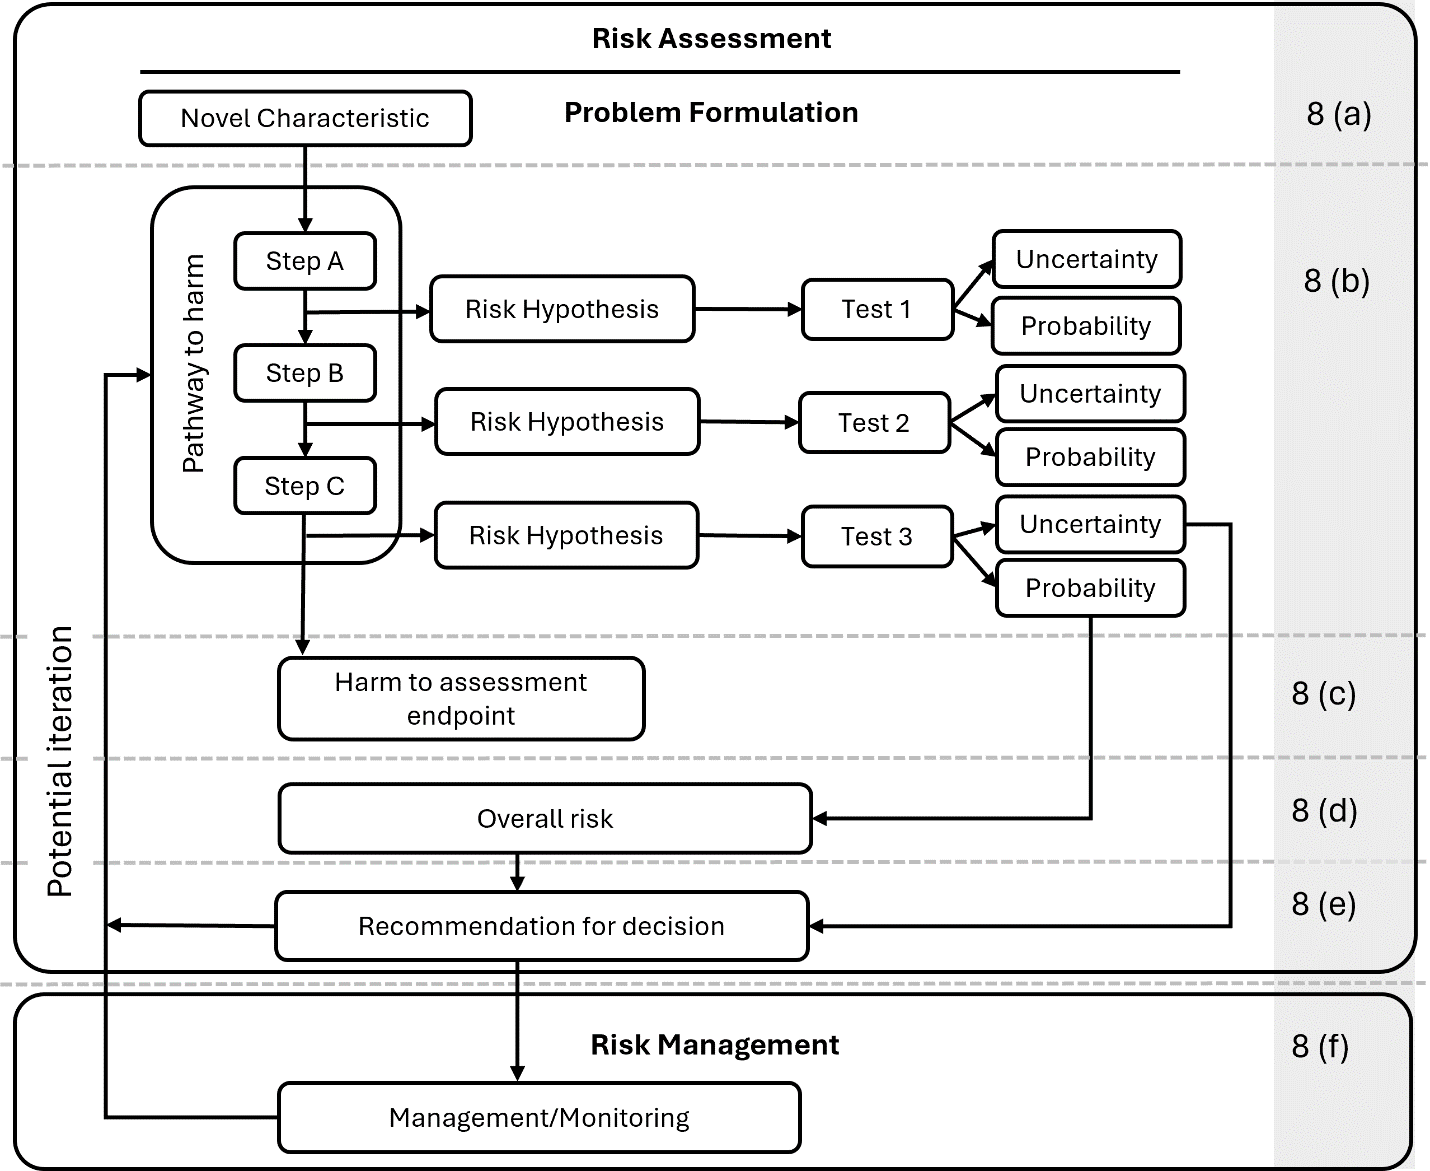 Risk Assessment
Novel Characteristic
Problem Formulation
8 (a)
Pathway to harm
Step A
Risk Hypothesis
Test 1
Uncertainty
Probability
8 (b)
Step B
Risk Hypothesis
Test 2
Uncertainty
Probability
Step C
Risk Hypothesis
Test 3
Uncertainty
Probability
Potential iteration
Harm to assessment
endpoint
8 (c)
Overall risk
8 (d)
Recommendation for decision
8 (e)
Risk Management
8 (f)
Management/Monitoring